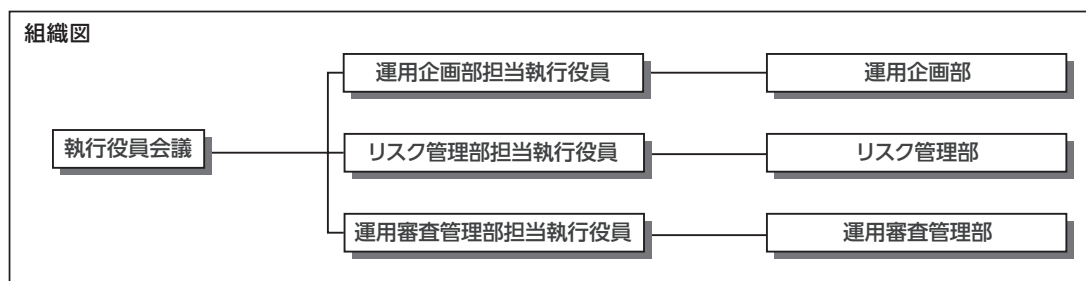 組織図
運用企画部担当執行役員
運用企画部
執行役員会議
リスク管理部担当執行役員
リスク管理部
運用審査管理部担当執行役員
運用審査管理部